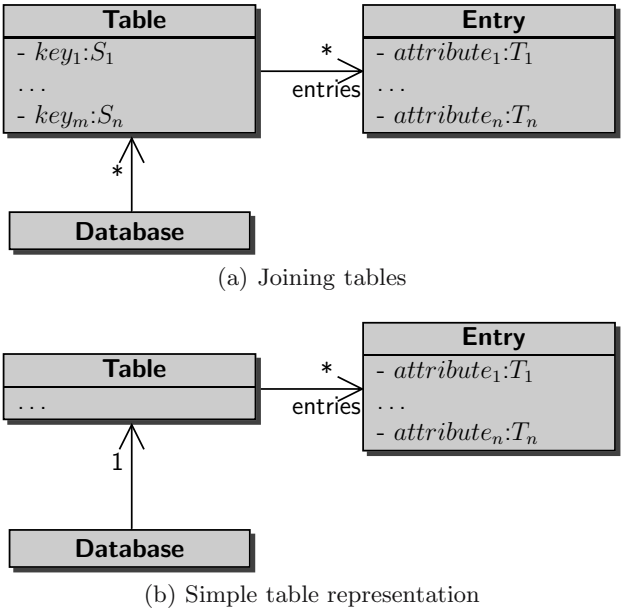 Table
- key₁:S₁
...
- keyₘ:Sₙ
Entry
- attribute₁:T₁
...
- attributeₙ:Tₙ
*
entries
*
Database
(a) Joining tables
Table
...
Entry
- attribute₁:T₁
...
- attributeₙ:Tₙ
*
entries
1
Database
(b) Simple table representation